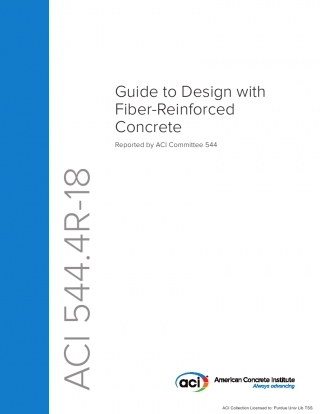 Guide to Design with
Fiber-Reinforced
Concrete
Reported by ACI Committee 544
ACI 544.4R-18
aci
American Concrete Institute
Always advancing
ACI Collection Licensed to: Purdue Univ Lib TSS